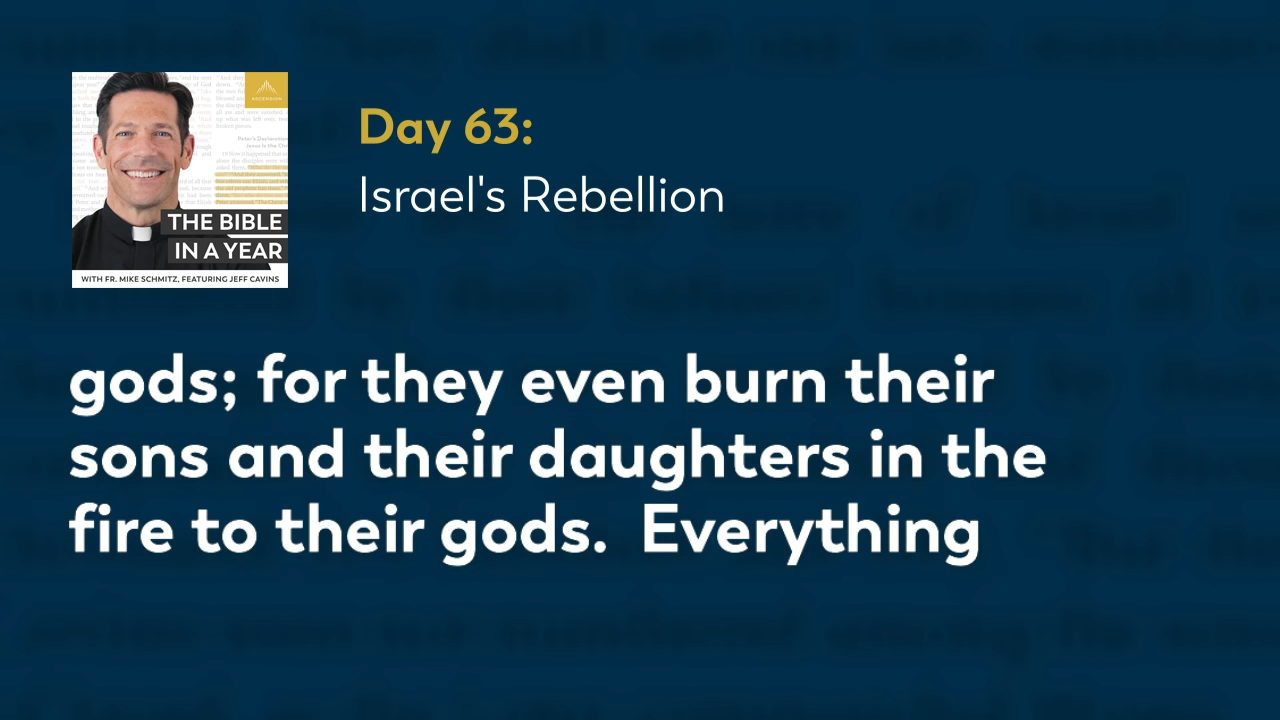 Day 63:
Israel's Rebellion
ASCENSION
THE BIBLE
IN A YEAR
WITH FR. MIKE SCHMITZ, FEATURING JEFF CAVINS
gods; for they even burn their
sons and their daughters in the
fire to their gods. Everything